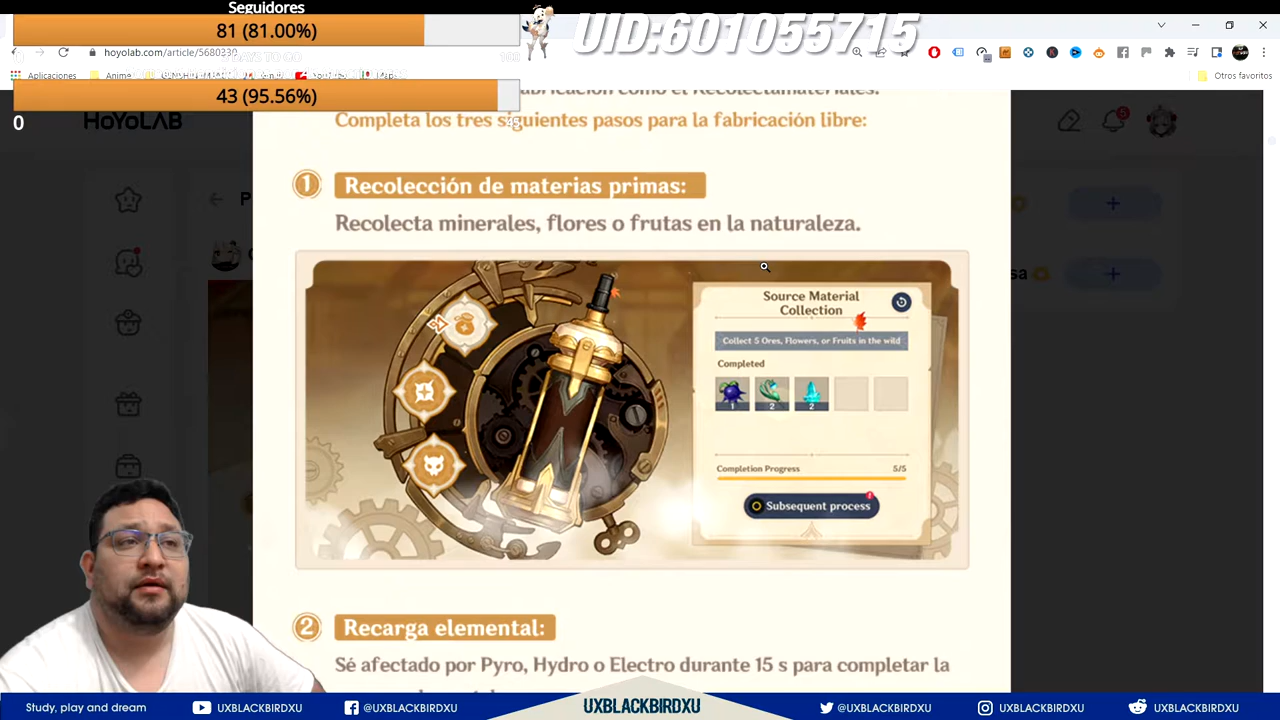 Seguidores
81 (81.00%)
UID:601055715
hoyolab.com/article/5680330
Aplicaciones
Anime
Otros favoritos
43 (95.56%)
0
HoYoLAB
5
Completa los tres siguientes pasos para la fabricación libre:
1
Recolección de materias primas:
Recolecta minerales, flores o frutas en la naturaleza.
Source Material
Collection
Collect 5 Ores, Flowers, or Fruits in the wild
Completed
1
2
2
Completion Progress
5/5
Subsequent process
2
Recarga elemental:
Sé afectado por Pyro, Hydro o Electro durante 15 s para completar la
Study, play and dream
UXBLACKBIRDXU
@UXBLACKBIRDXU
UXBLACKBIRDXU
@UXBLACKBIRDXU
@UXBLACKBIRDXU
UXBLACKBIRDXU